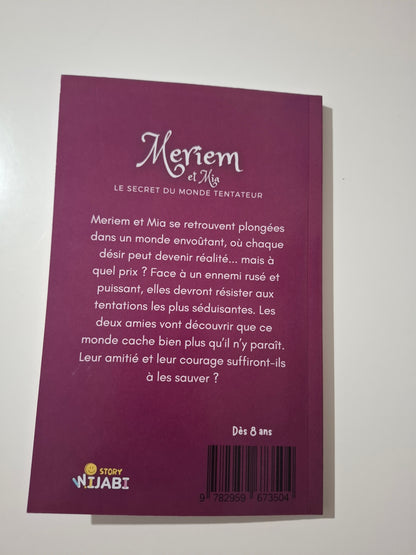 Meriem
et Mia
LE SECRET DU MONDE TENTATEUR
Meriem et Mia se retrouvent plongées
dans un monde envoûtant, où chaque
désir peut devenir réalité... mais à
quel prix ? Face à un ennemi rusé et
puissant, elles devront résister aux
tentations les plus séduisantes. Les
deux amies vont découvrir que ce
monde cache bien plus qu'il n'y paraît.
Leur amitié et leur courage suffiront-ils
à les sauver ?
Dès 8 ans
STORY
WIJABI
9 782959 673504